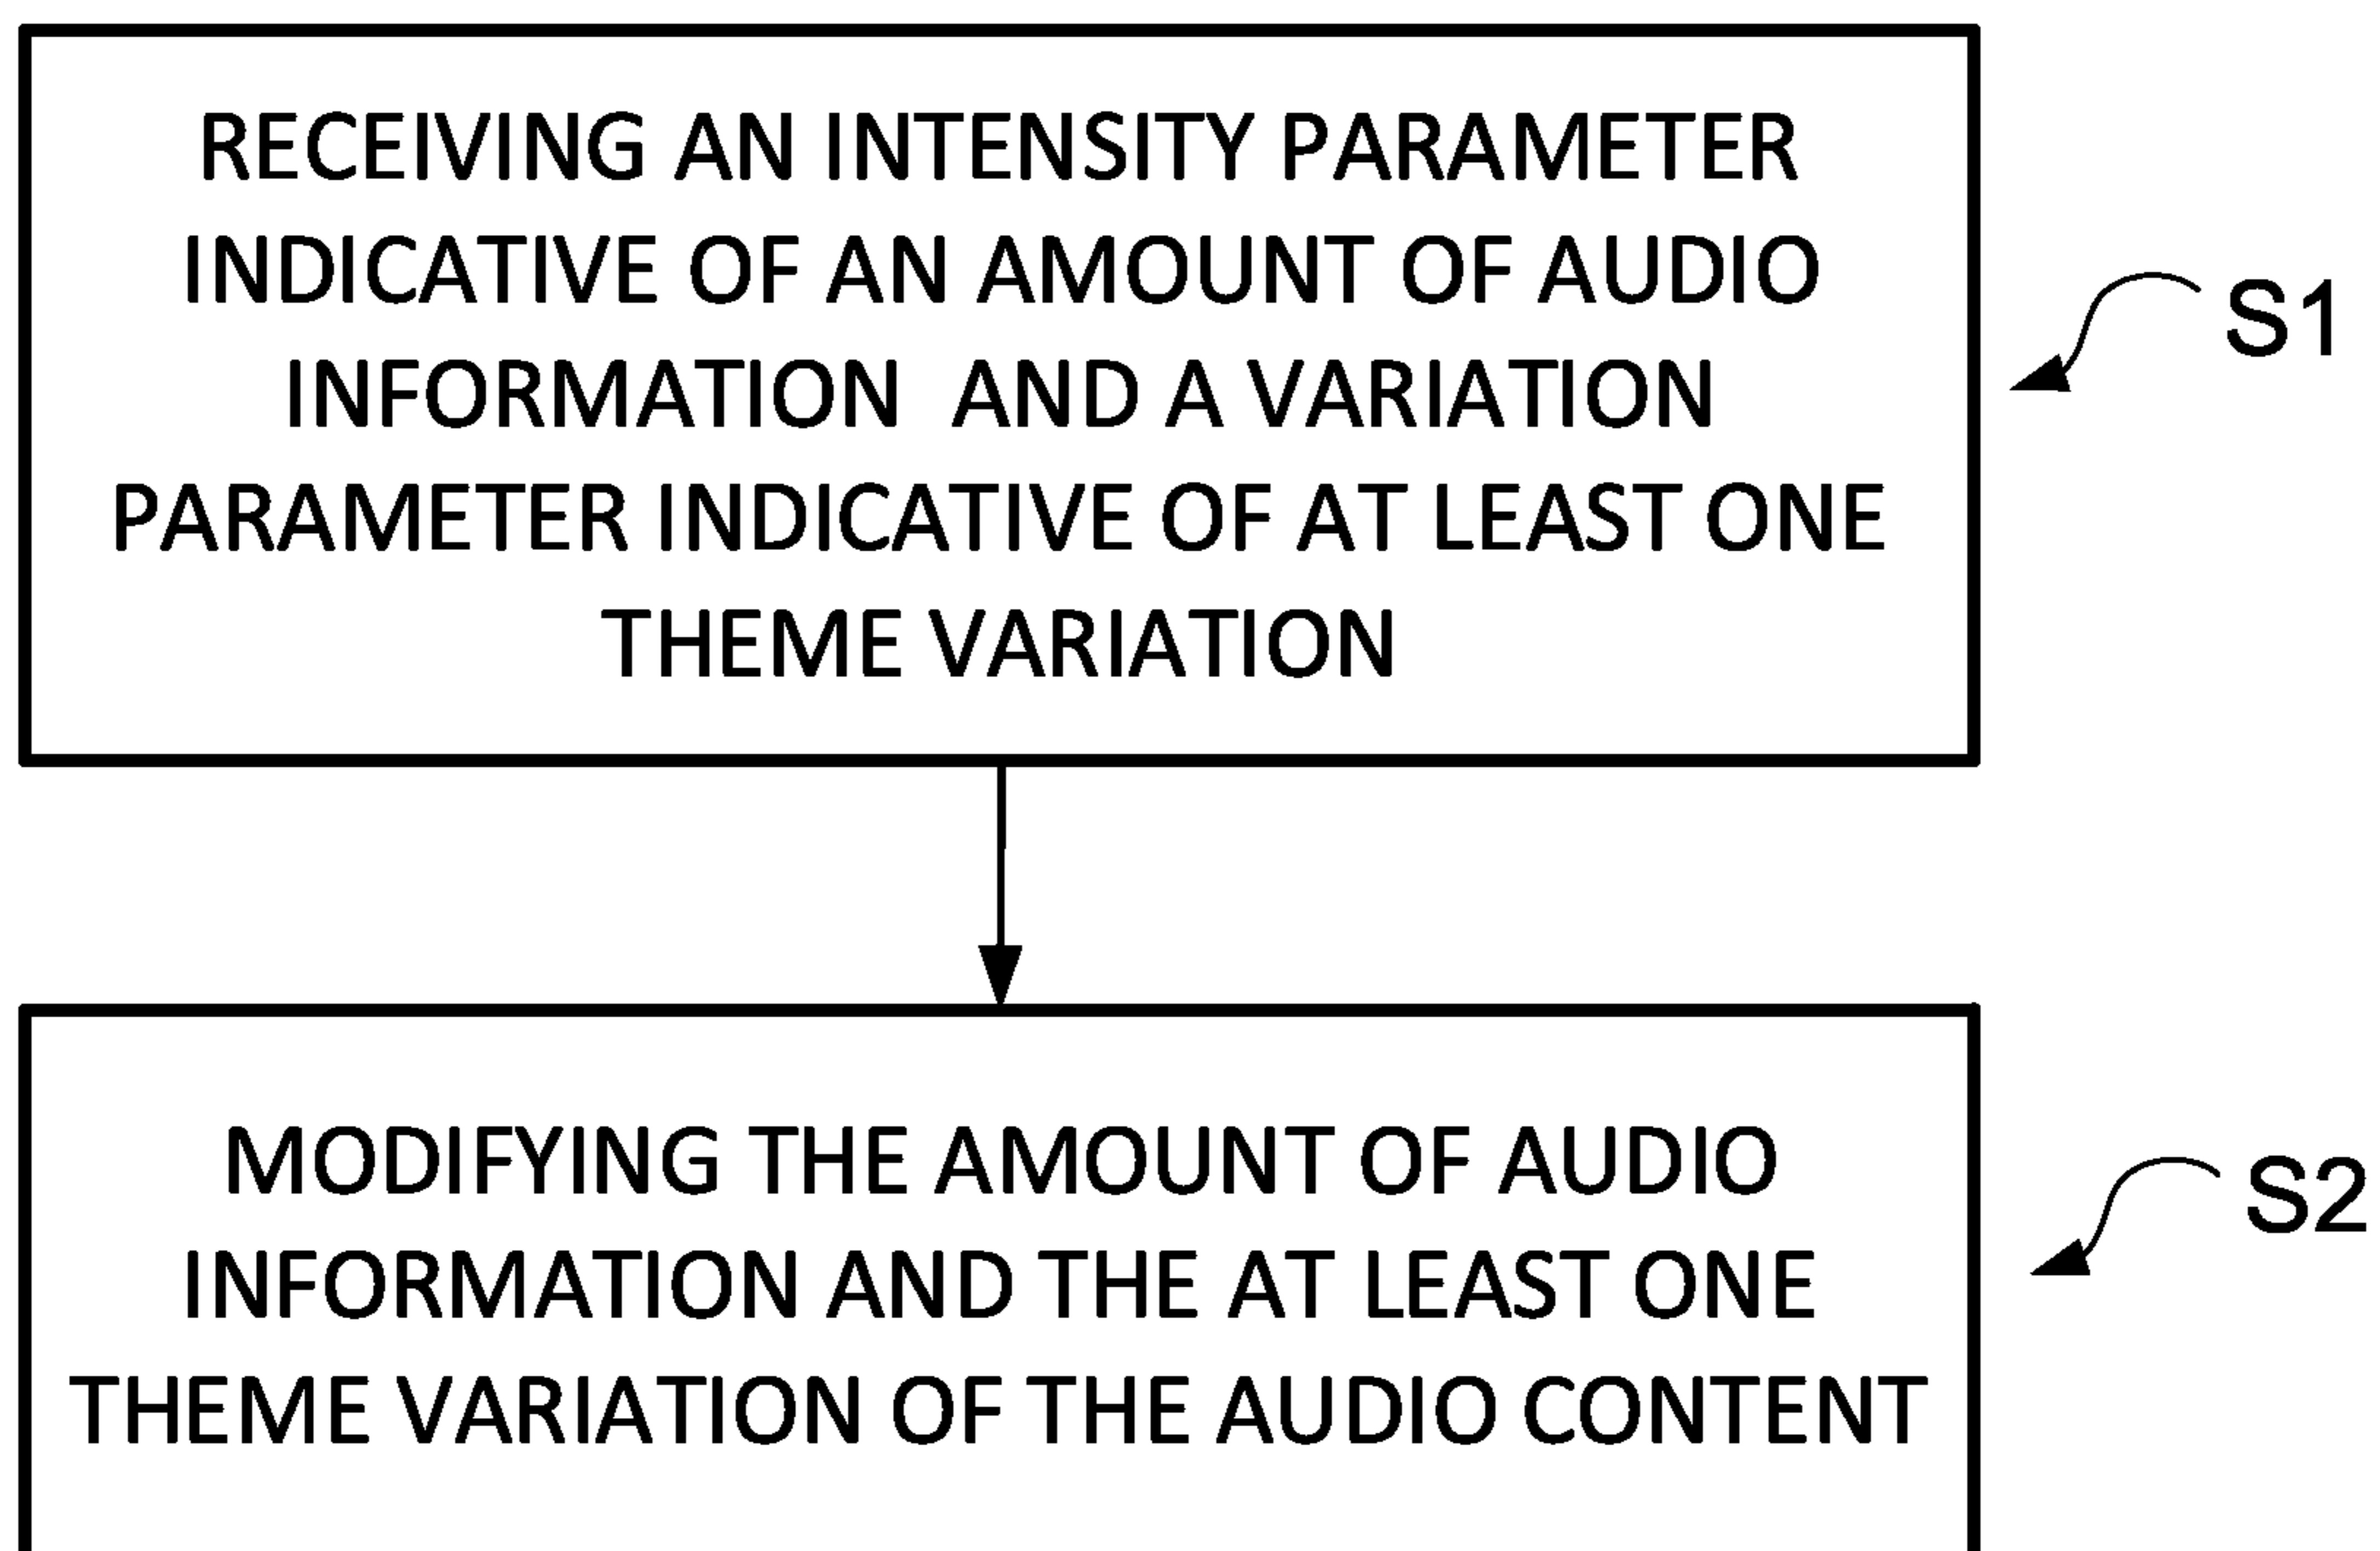 RECEIVING AN INTENSITY PARAMETER
INDICATIVE OF AN AMOUNT OF AUDIO
INFORMATION AND A VARIATION
PARAMETER INDICATIVE OF AT LEAST ONE
THEME VARIATION
S1
MODIFYING THE AMOUNT OF AUDIO
INFORMATION AND THE AT LEAST ONE
THEME VARIATION OF THE AUDIO CONTENT
S2